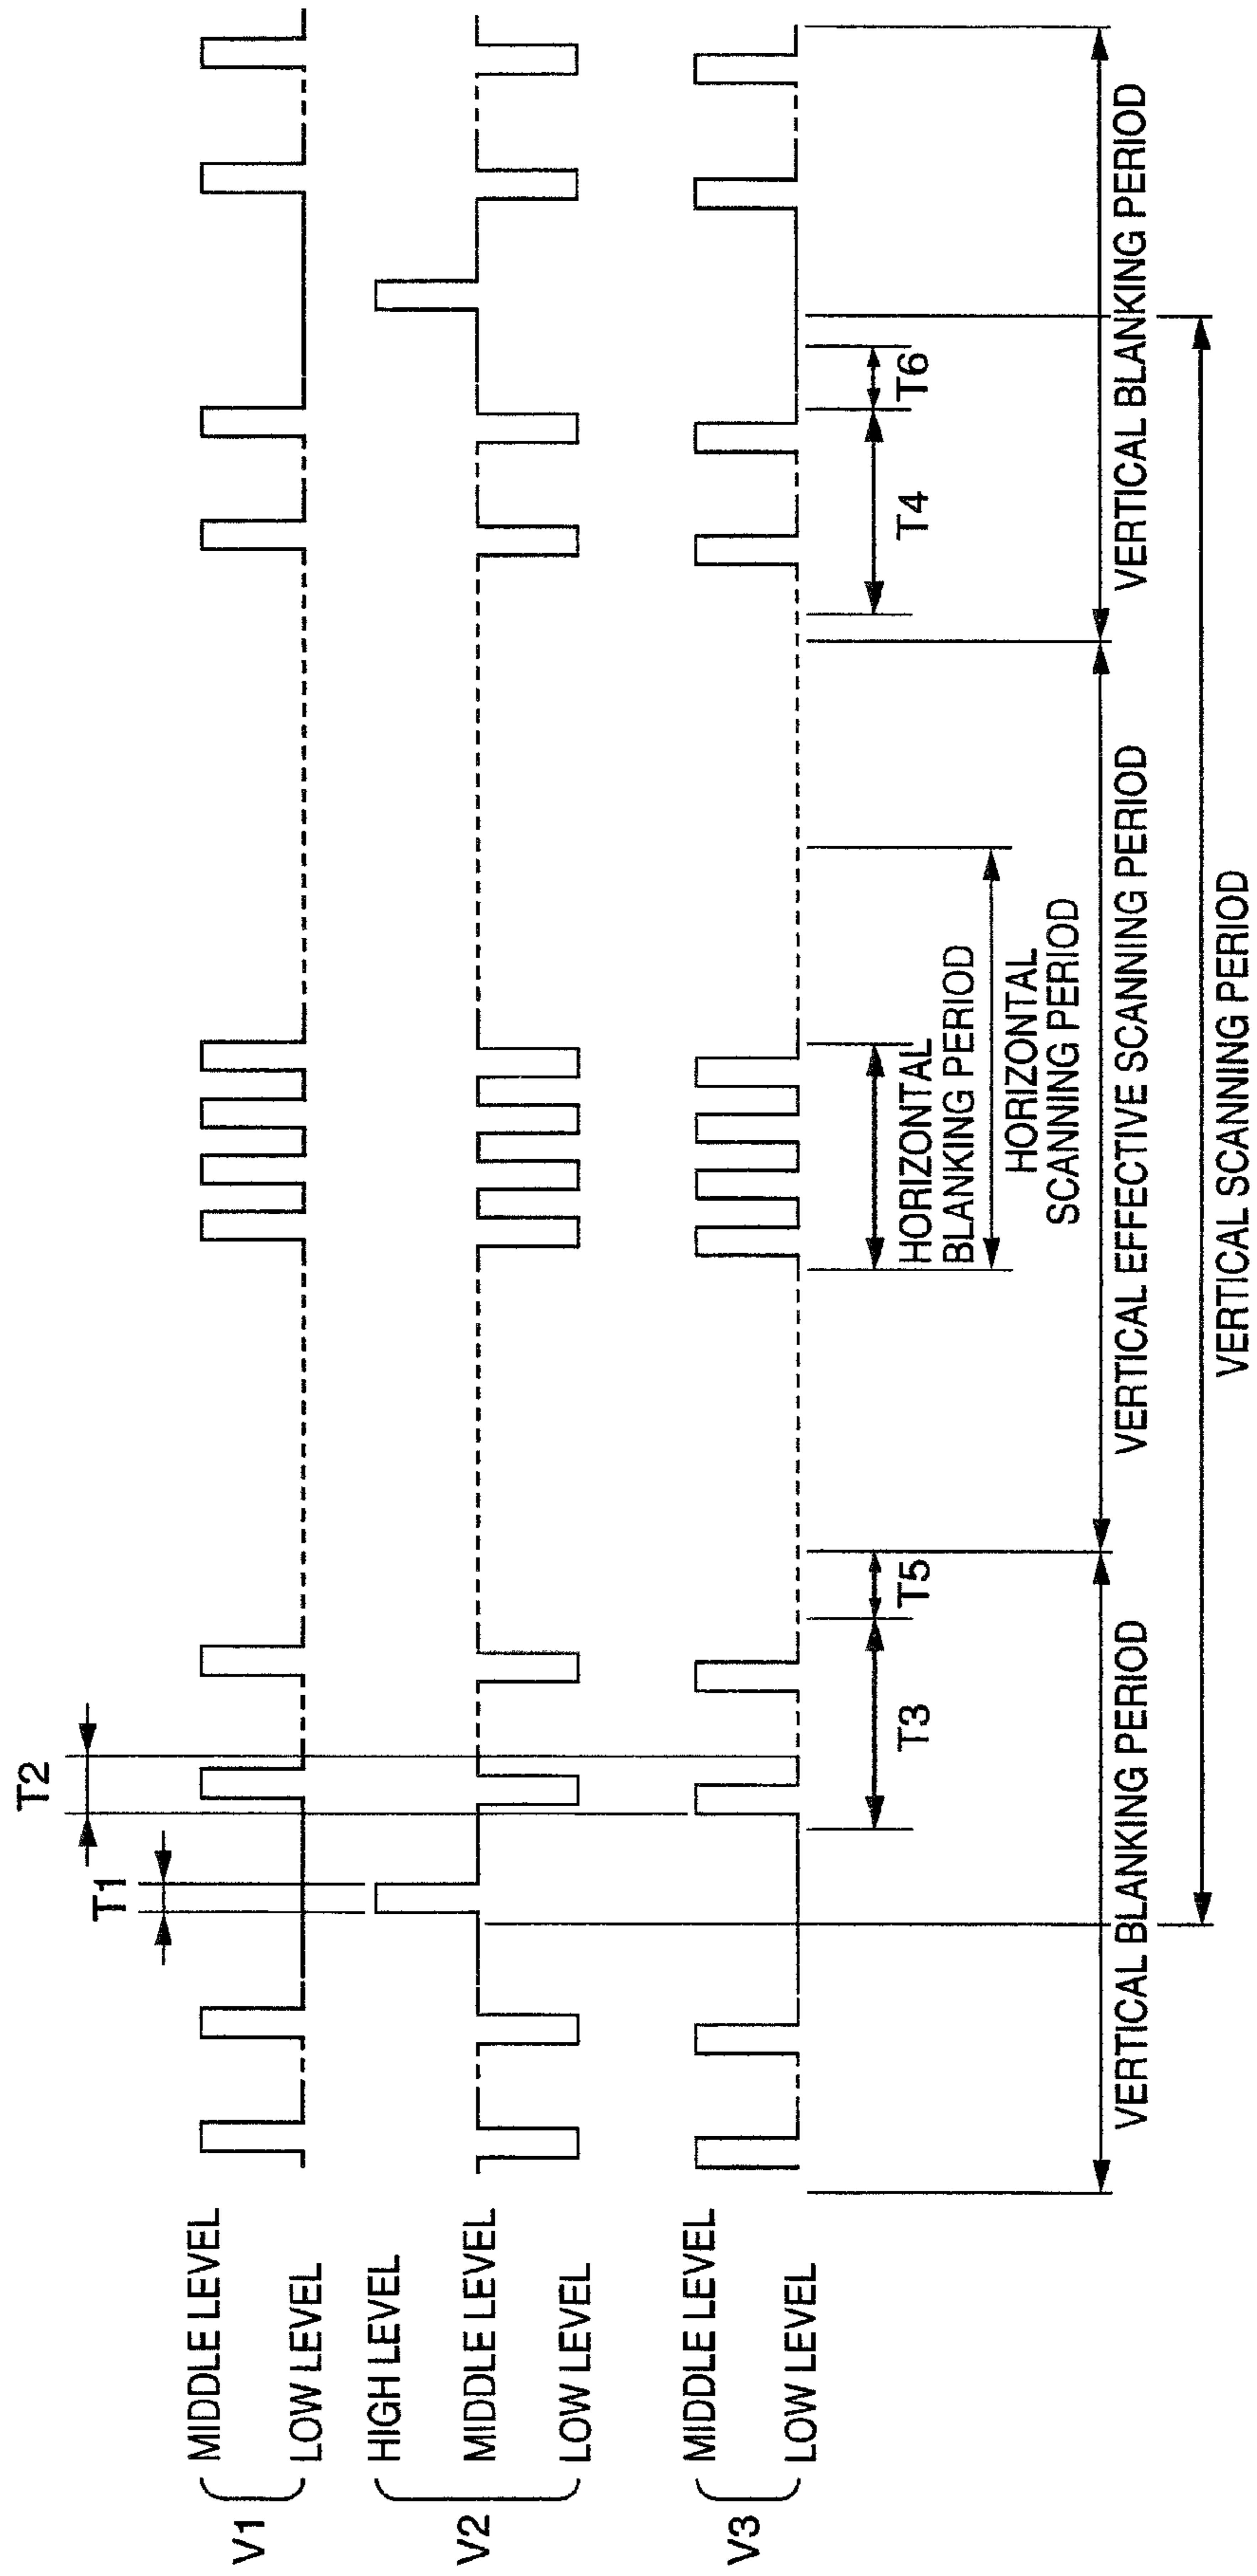 T2
T1
V1
MIDDLE LEVEL
LOW LEVEL
V2
HIGH LEVEL
MIDDLE LEVEL
LOW LEVEL
V3
MIDDLE LEVEL
LOW LEVEL
T3
T5
HORIZONTAL
BLANKING PERIOD
T4
T6
HORIZONTAL
SCANNING PERIOD
VERTICAL BLANKING PERIOD
VERTICAL EFFECTIVE SCANNING PERIOD
VERTICAL BLANKING PERIOD
VERTICAL SCANNING PERIOD